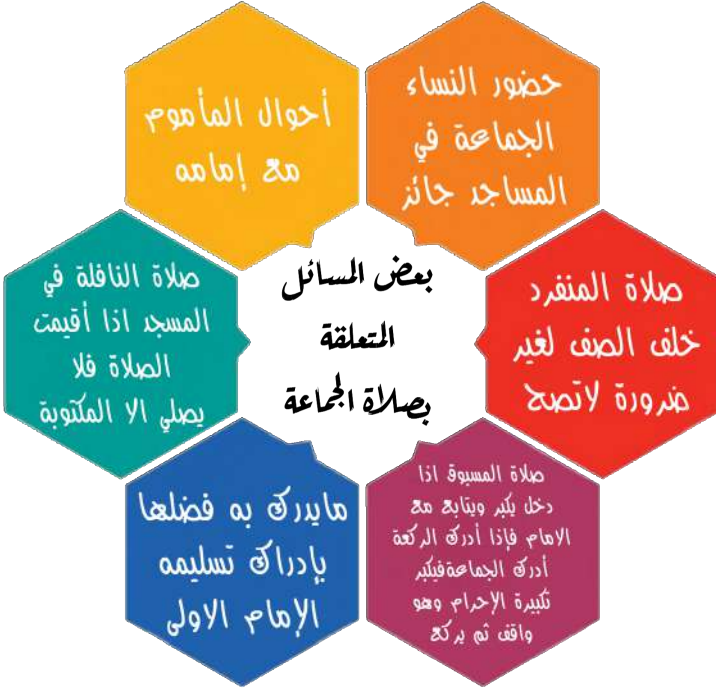 بعض المسائل
المتعلقة
بصلاة الجماعة
حضور النساء
الجماعة في
المساجد جائز
صلاة المنفرد
خلف الصف لغير
ضرورة لاتصح
صلاة المسبوق اذا
دخل يكبر ويتابع مع
الامام فإذا أدرك الركعة
أدرك الجماعةفيكبر
تكبيرة الإحرام وهو
واقف ثم يركع
مايدرك به فضلها
بإدراك تسليمه
الإمام الاولى
صلاة النافلة في
المسجد اذا أقيمت
الصلاة فلا
يصلي الا المكتوبة
أحوال المأموم
مع إمامه